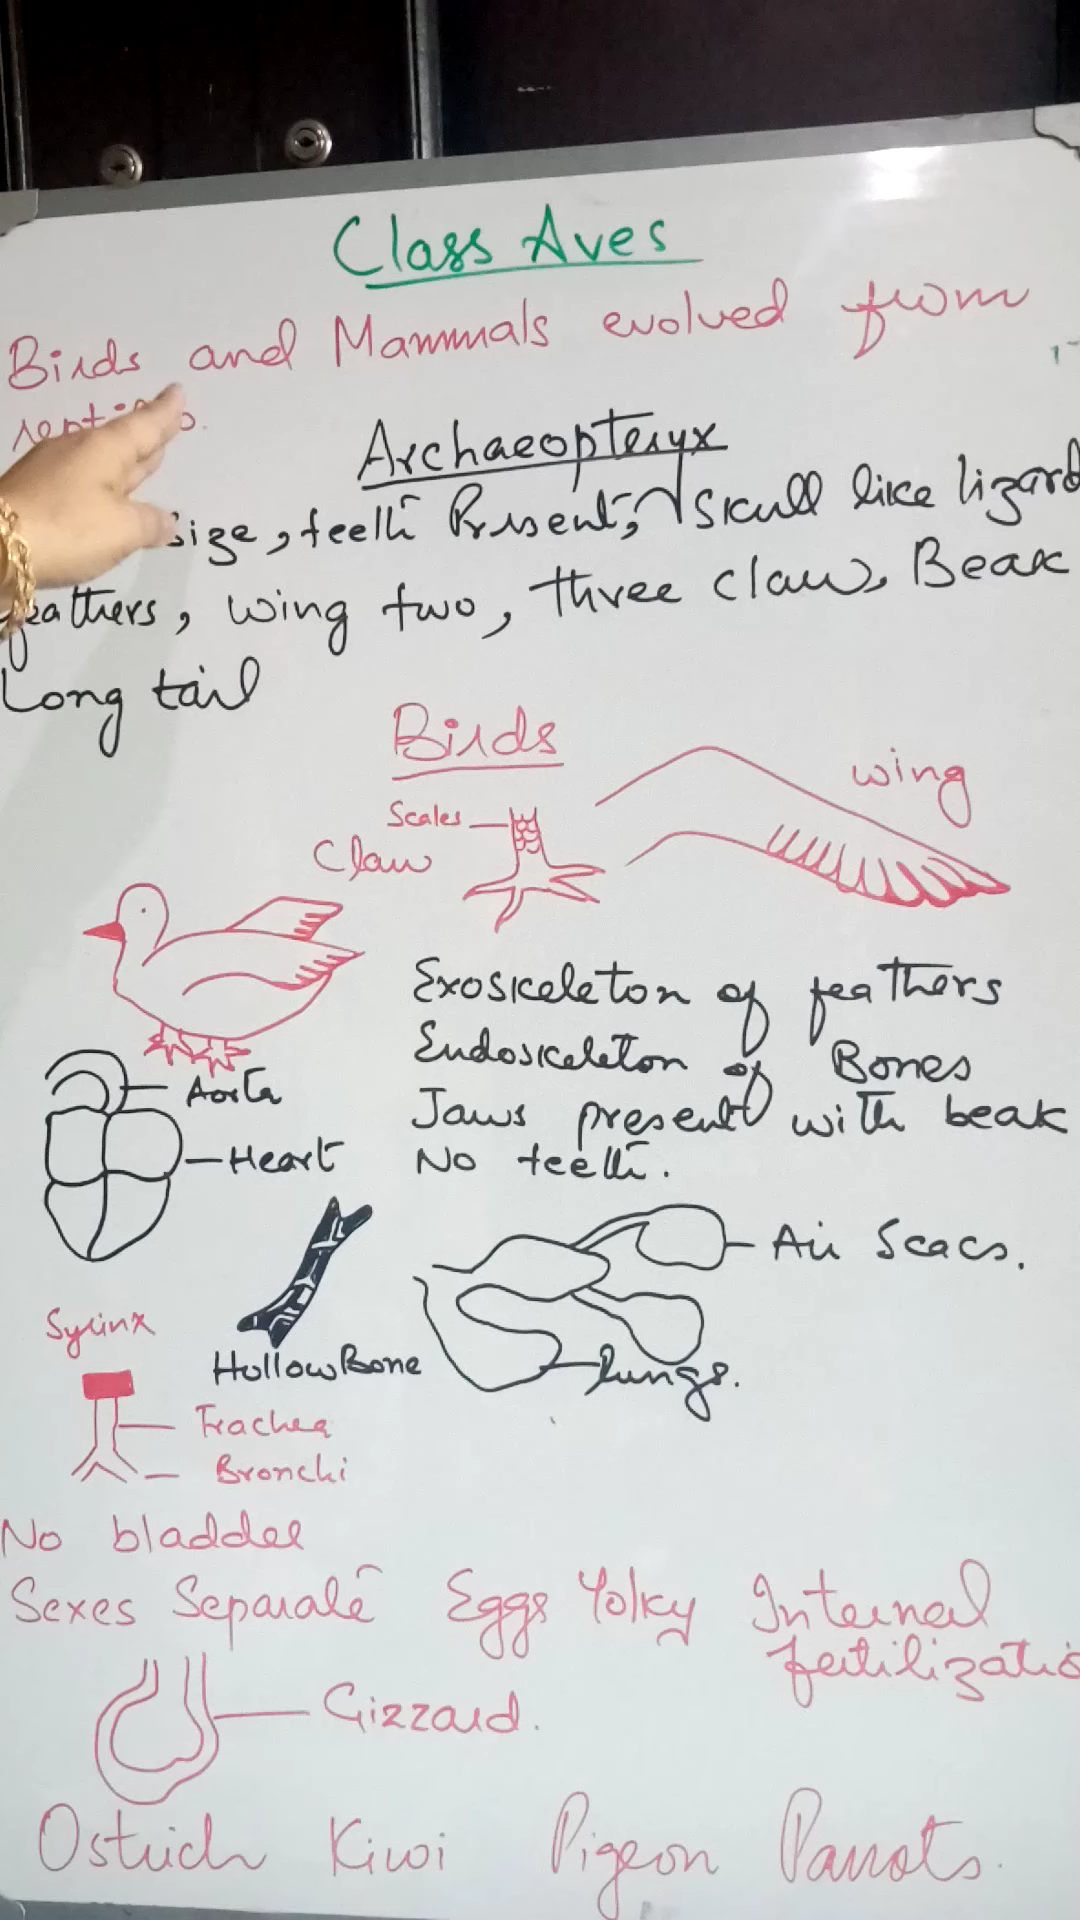 Class Aves
Birds and Mammals evolved from
Archaeopteryx
size, teeth Present, Skull like lizard
feathers, wing two, three claw, Beak
Long tail
Birds
wing
Scales
Claw
Exoskeleton of feathers
Endoskeleton of Bones
Jaws present with beak
No teeth.
Aorta
Heart
Air Scacs.
Syrinx
Hollow Bone
lungs.
Trachea
Bronchi
No bladder
Sexes Separate Eggs Yolky Internal
fertilizatio
Gizzard.
Ostrich Kiwi Pigeon Parrots.